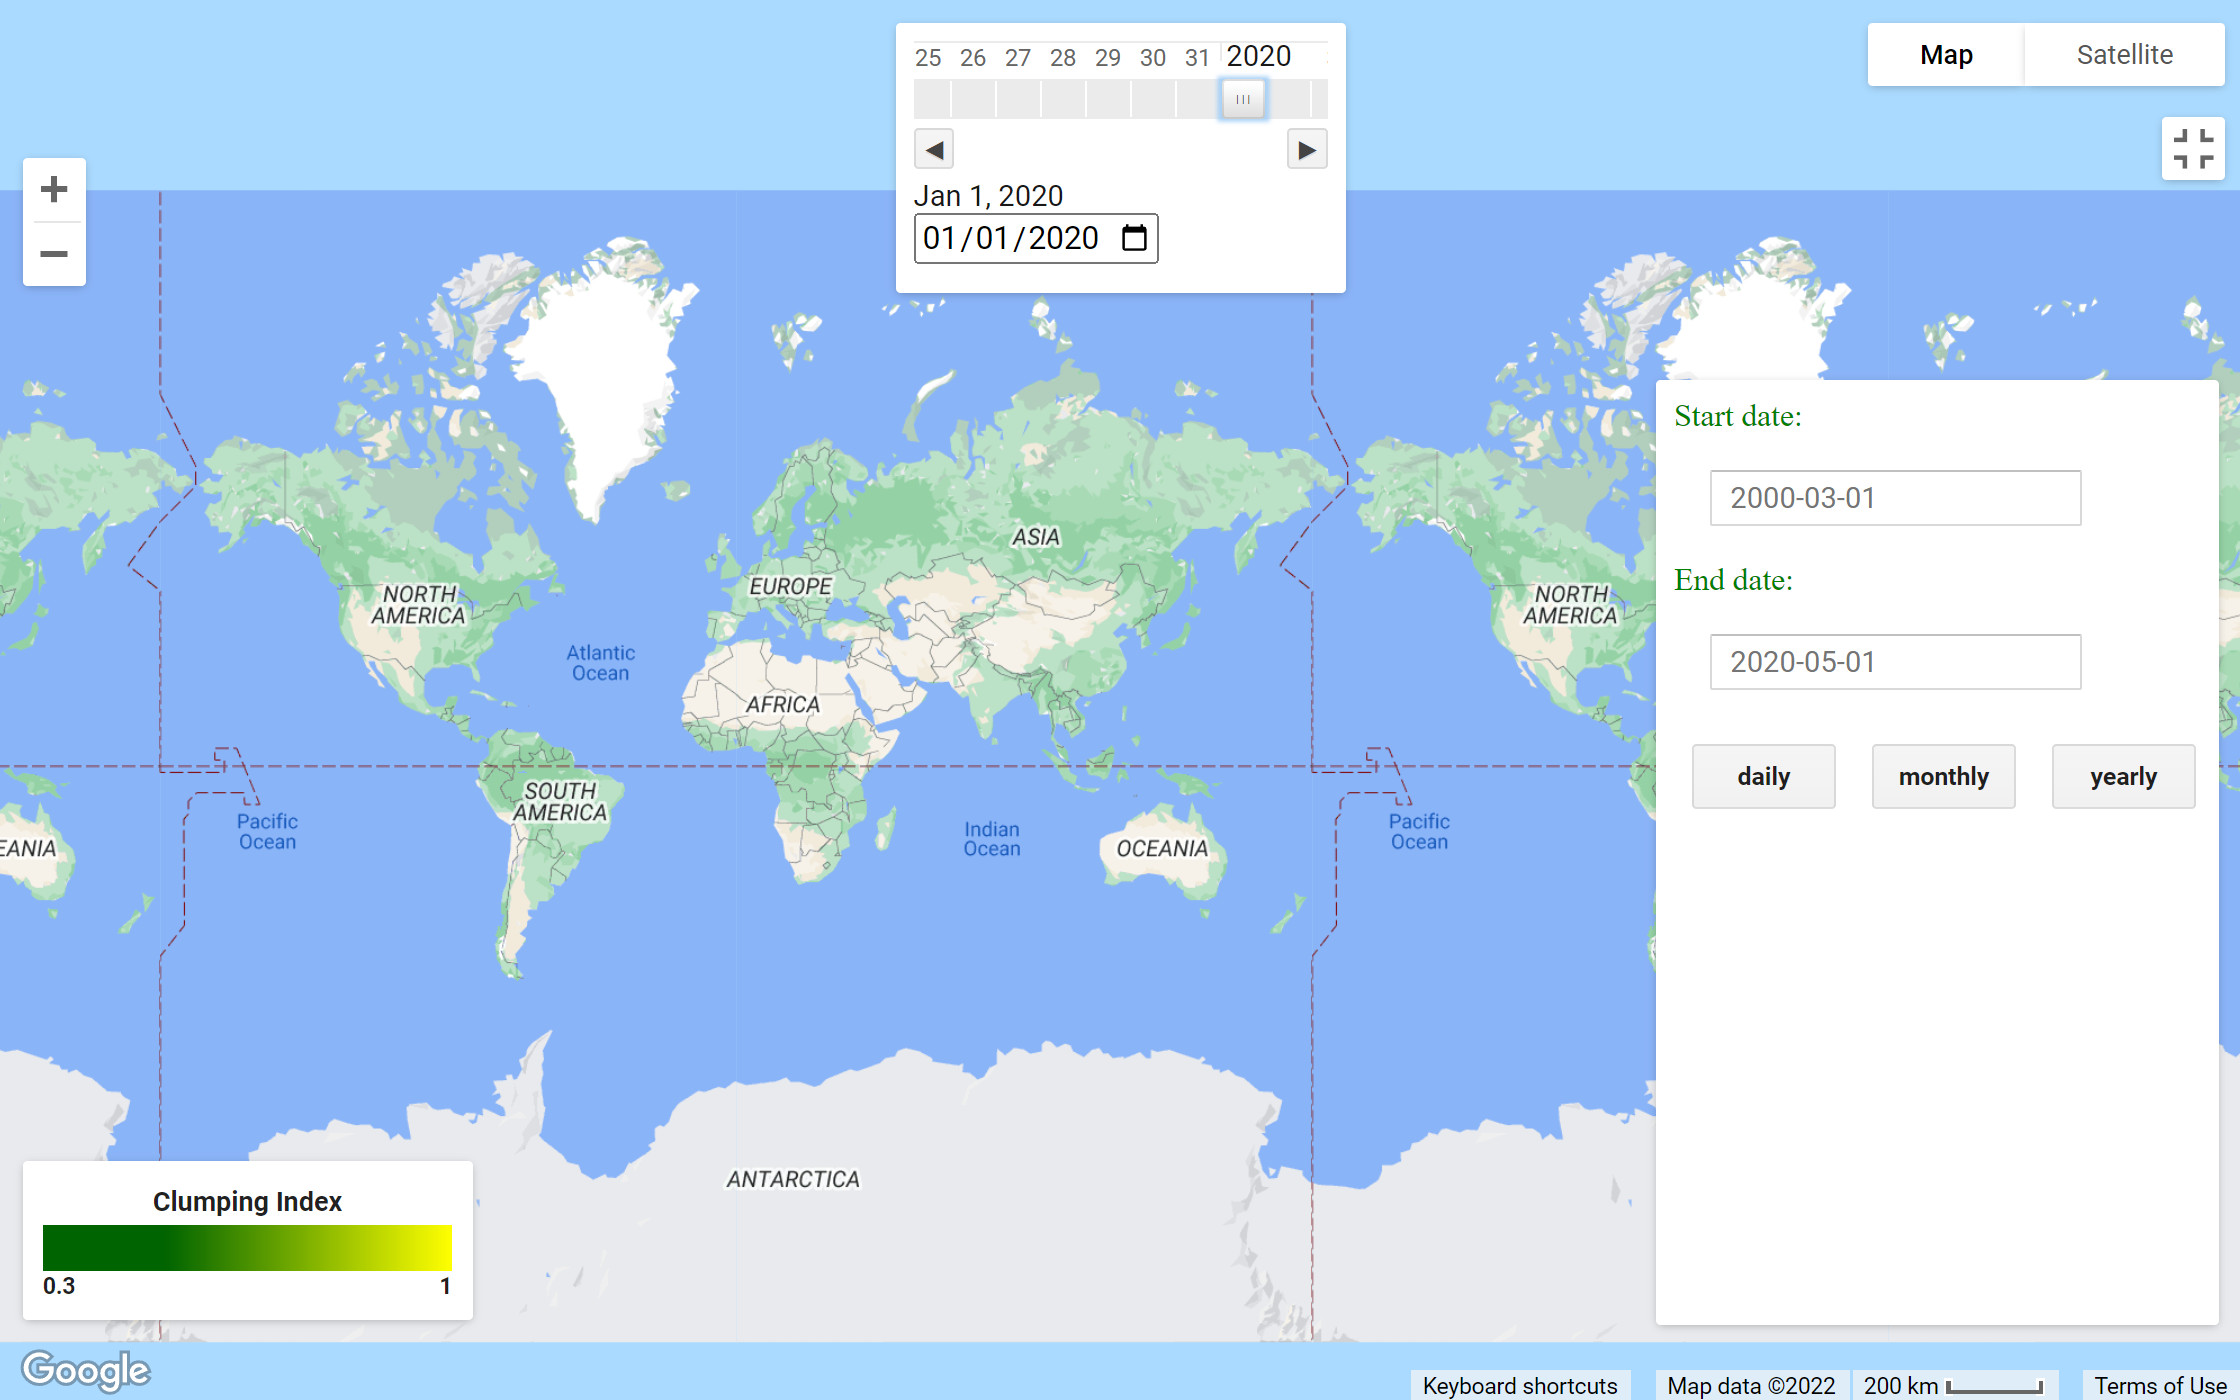 25 26 27 28 29 30 31 2020
Map Satellite
Jan 1, 2020
01/01/2020
Start date:
2000-03-01
End date:
2020-05-01
daily monthly yearly
ASIA
EUROPE
NORTH
AMERICA
NORTH
AMERICA
Atlantic
Ocean
AFRICA
SOUTH
AMERICA
Pacific
Ocean
Indian
Ocean
OCEANIA
Pacific
Ocean
EANIA
ANTARCTICA
Clumping Index
0.3 1
Google
Keyboard shortcuts Map data ©2022 200 km Terms of Use